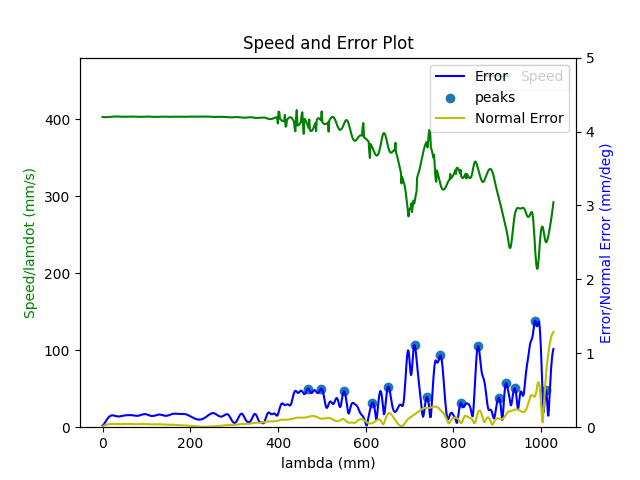 Speed and Error Plot
Error
Speed
peaks
Normal Error
Speed/lamdot (mm/s)
Error/Normal Error (mm/deg)
400
300
200
100
0
5
4
3
2
1
0
0 200 400 600 800 1000
lambda (mm)